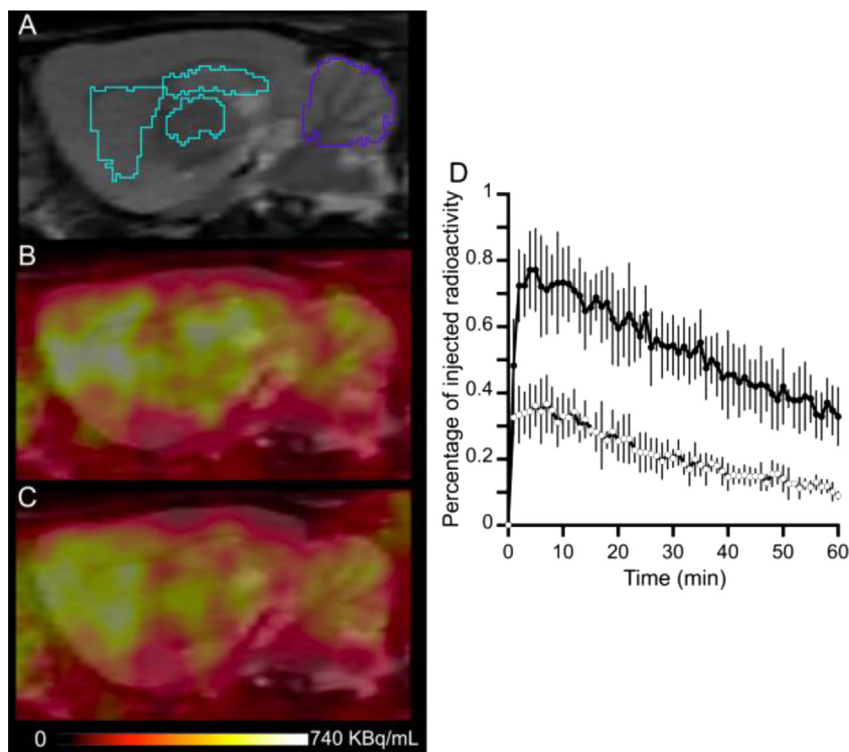 A
B
C
0 740 KBq/mL
D
Percentage of injected radioactivity
1
0.8
0.6
0.4
0.2
0
0 10 20 30 40 50 60
Time (min)